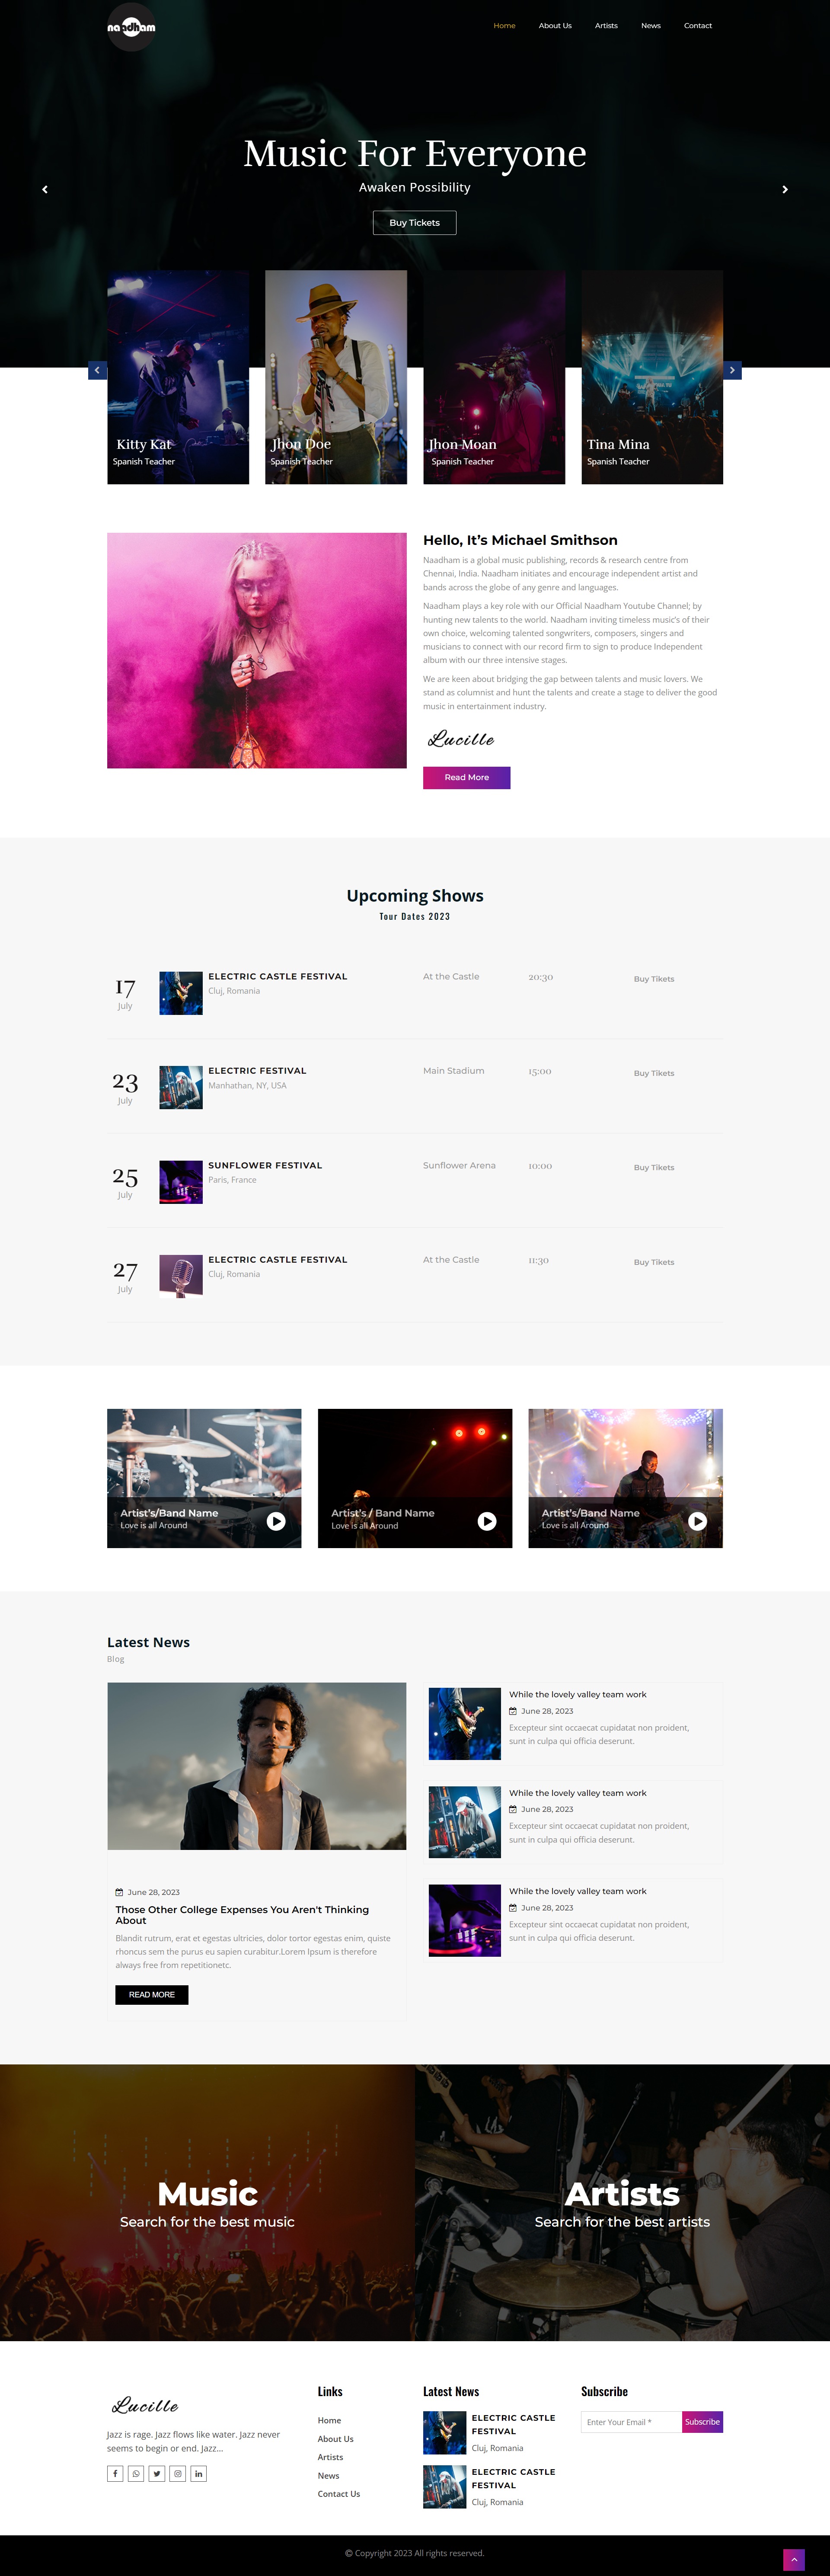 naadham
Home About Us Artists News Contact
Music For Everyone
Awaken Possibility
Buy Tickets
Kitty Kat
Spanish Teacher
Jhon Doe
Spanish Teacher
Jhon Moan
Spanish Teacher
Tina Mina
Spanish Teacher
Hello, It's Michael Smithson
Naadham is a global music publishing, records & research centre from
Chennai, India. Naadham initiates and encourage independent artist and
bands across the globe of any genre and languages.
Naadham plays a key role with our Official Naadham Youtube Channel; by
hunting new talents to the world. Naadham inviting timeless music's of their
own choice, welcoming talented songwriters, composers, singers and
musicians to connect with our record firm to sign to produce Independent
album with our three intensive stages.
We are keen about bridging the gap between talents and music lovers. We
stand as columnist and hunt the talents and create a stage to deliver the good
music in entertainment industry.
Lucille
Read More
Upcoming Shows
Tour Dates 2023
17
July
ELECTRIC CASTLE FESTIVAL
Cluj, Romania
At the Castle
20:30
Buy Tikets
23
July
ELECTRIC FESTIVAL
Manhathan, NY, USA
Main Stadium
15:00
Buy Tikets
25
July
SUNFLOWER FESTIVAL
Paris, France
Sunflower Arena
10:00
Buy Tikets
27
July
ELECTRIC CASTLE FESTIVAL
Cluj, Romania
At the Castle
11:30
Buy Tikets
Artist's/Band Name
Love is all Around
Artist's / Band Name
Love is all Around
Artist's/Band Name
Love is all Around
Latest News
Blog
June 28, 2023
Those Other College Expenses You Aren't Thinking
About
Blandit rutrum, erat et egestas ultricies, dolor tortor egestas enim, quiste
rhoncus sem the purus eu sapien curabitur.Lorem Ipsum is therefore
always free from repetitionetc.
READ MORE
While the lovely valley team work
June 28, 2023
Excepteur sint occaecat cupidatat non proident,
sunt in culpa qui officia deserunt.
While the lovely valley team work
June 28, 2023
Excepteur sint occaecat cupidatat non proident,
sunt in culpa qui officia deserunt.
While the lovely valley team work
June 28, 2023
Excepteur sint occaecat cupidatat non proident,
sunt in culpa qui officia deserunt.
Music
Search for the best music
Artists
Search for the best artists
Lucille
Jazz is rage. Jazz flows like water. Jazz never
seems to begin or end. Jazz...
Links
Home
About Us
Artists
News
Contact Us
Latest News
ELECTRIC CASTLE
FESTIVAL
Cluj, Romania
ELECTRIC CASTLE
FESTIVAL
Cluj, Romania
Subscribe
Enter Your Email *
Subscribe
© Copyright 2023 All rights reserved.